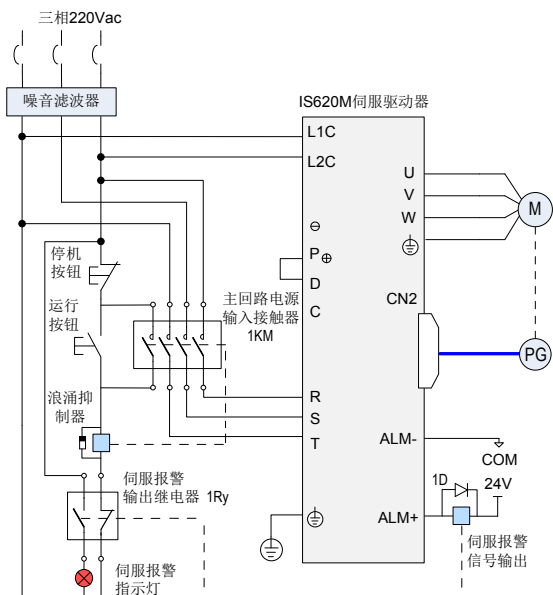 三相220Vac
噪音滤波器
IS620M伺服驱动器
L1C
L2C
U
V
W
M
⊖
P⊕
D
C
停机
按钮
运行
按钮
主回路电源
输入接触器
1KM
CN2
PG
R
S
T
浪涌抑
制器
ALM-
COM
1D
24V
ALM+
伺服报警
输出继电器 1Ry
伺服报警
信号输出
伺服报警
指示灯